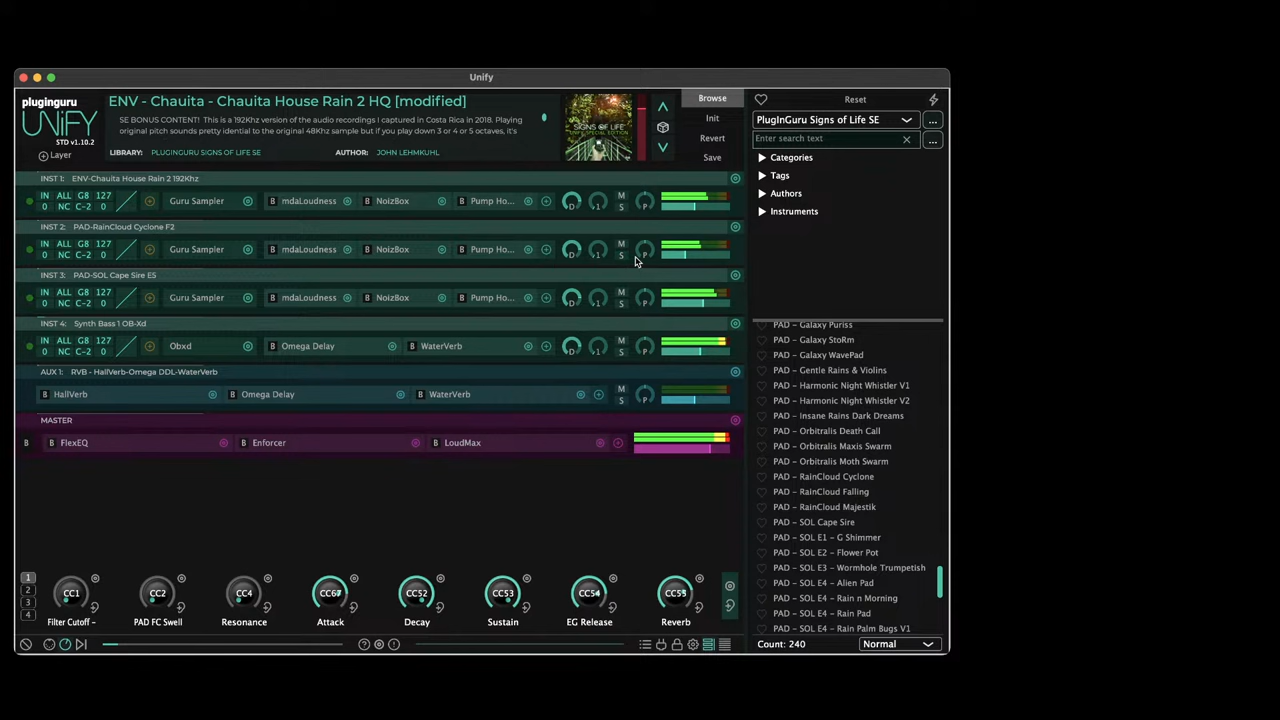 Unify
pluginguru
UNIFY
STD v1.10.2
Layer
ENV - Chauita - Chauita House Rain 2 HQ [modified]
SE BONUS CONTENT! This is a 192Khz version of the audio recordings I captured in Costa Rica in 2018. Playing
original pitch sounds pretty idential to the original 48Khz sample but if you play down 3 or 4 or 5 octaves, it's
LIBRARY: PLUGINGURU SIGNS OF LIFE SE AUTHOR: JOHN LEHMKUHL
SIGNS OF LIFE
Browse
Init
Revert
Save
Reset
PlugInGuru Signs of Life SE
...
Enter search text
...
Categories
Tags
Authors
Instruments
INST 1: ENV-Chauita House Rain 2 192Khz
IN ALL G8 127
0 NC C-2 0
Guru Sampler B mdaLoudness B NoizBox B Pump Ho... D 1 M S P
INST 2: PAD-RainCloud Cyclone F2
IN ALL G8 127
0 NC C-2 0
Guru Sampler B mdaLoudness B NoizBox B Pump Ho... D 1 M S P
INST 3: PAD-SOL Cape Sire ES
IN ALL G8 127
0 NC C-2 0
Guru Sampler B mdaLoudness B NoizBox B Pump Ho... D 1 M S P
INST 4: Synth Bass 1 OB-Xd
IN ALL G8 127
0 NC C-2 0
Obxd B Omega Delay B WaterVerb D 1 M S P
AUX 1: RVB - HallVerb-Omega DDL-WaterVerb
B HallVerb B Omega Delay B WaterVerb M S P
MASTER
B B FlexEQ B Enforcer B LoudMax
PAD - Galaxy Puriss
PAD - Galaxy StoRm
PAD - Galaxy WavePad
PAD - Gentle Rains & Violins
PAD - Harmonic Night Whistler V1
PAD - Harmonic Night Whistler V2
PAD - Insane Rains Dark Dreams
PAD - Orbitralis Death Call
PAD - Orbitralis Maxis Swarm
PAD - Orbitralis Moth Swarm
PAD - RainCloud Cyclone
PAD - RainCloud Falling
PAD - RainCloud Majestik
PAD - SOL Cape Sire
PAD - SOL E1 - G Shimmer
PAD - SOL E2 - Flower Pot
PAD - SOL E3 - Wormhole Trumpetish
PAD - SOL E4 - Alien Pad
PAD - SOL E4 - Rain n Morning
PAD - SOL E4 - Rain Pad
PAD - SOL E4 - Rain Palm Bugs V1
1
2
3
4
CC1 CC2 CC4 CC67 CC52 CC53 CC54 CC55
Filter Cutoff - PAD FC Swell Resonance Attack Decay Sustain EG Release Reverb
Count: 240 Normal